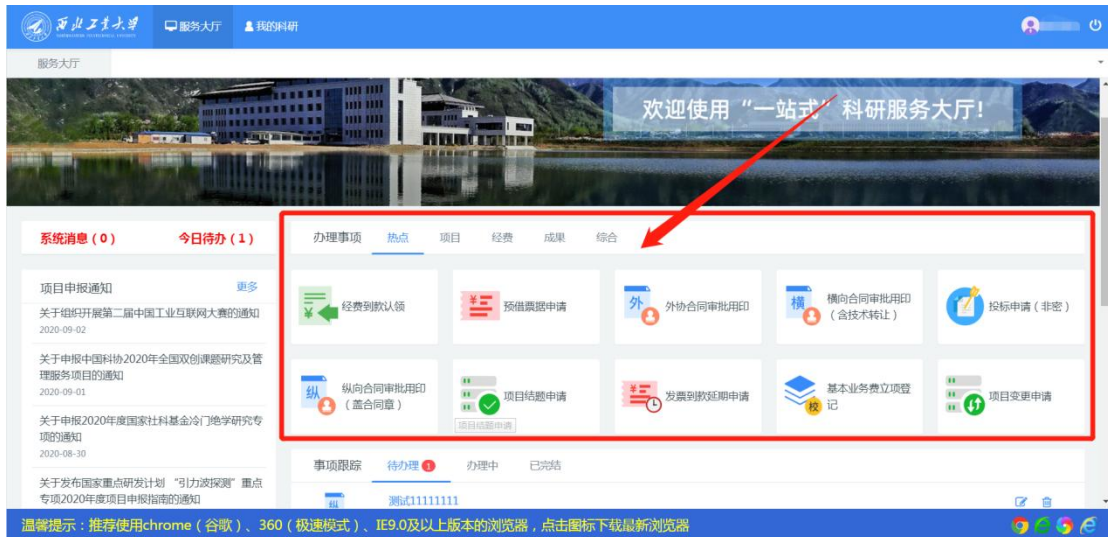 西北工业大学
服务大厅
我的科研
服务大厅
欢迎使用“一站式”科研服务大厅!
系统消息(0)
今日待办(1)
项目申报通知
更多
关于组织开展第二届中国工业互联网大赛的通知
2020-09-02
关于申报中国科协2020年全国双创课题研究及管
理服务项目的通知
2020-09-01
关于申报2020年度国家社科基金冷门绝学研究专
项的通知
2020-08-30
关于发布国家重点研发计划 “引力波探测” 重点
专项2020年度项目申报指南的通知
办理事项
热点
项目
经费
成果
综合
经费到款认领
预借票据申请
外
外协合同审批用印
横
横向合同审批用印
(含技术转让)
投标申请(非密)
纵
纵向合同审批用印
(盖合同章)
项目结题申请
项目结题申请
发票到款延期申请
校
基本业务费立项登
记
项目变更申请
事项跟踪
待办理 1
办理中
已完结
纵
测试11111111
温馨提示:推荐使用chrome(谷歌)、360(极速模式)、IE9.0及以上版本的浏览器,点击图标下载最新浏览器